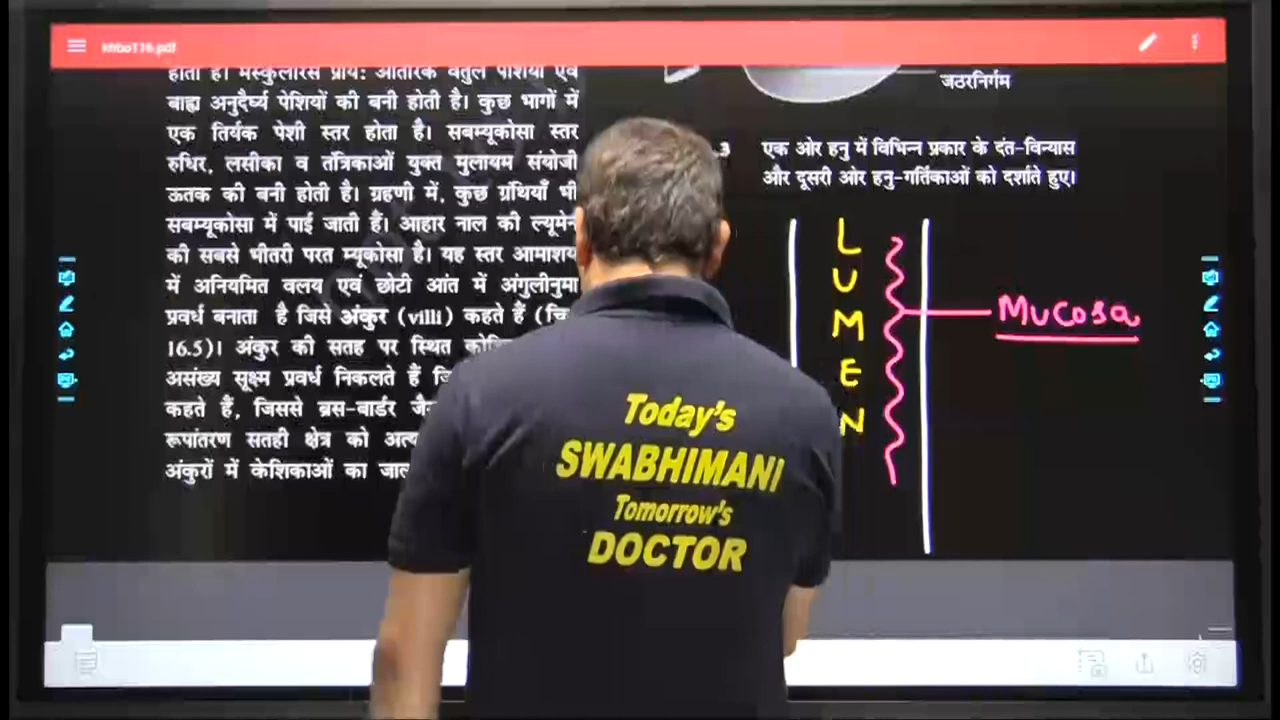 khbo116.pdf
होता है। मस्कुलेरिस प्राय: आंतरिक वर्तुल पेशियों एवं
बाह्य अनुदैर्घ्य पेशियों की बनी होती है। कुछ भागों में
एक तिर्यक पेशी स्तर होता है। सबम्यूकोसा स्तर
रुधिर, लसीका व तंत्रिकाओं युक्त मुलायम संयोजी
ऊतक की बनी होती है। ग्रहणी में, कुछ ग्रंथियाँ भी
सबम्यूकोसा में पाई जाती हैं। आहार नाल की ल्यूमेन
की सबसे भीतरी परत म्यूकोसा है। यह स्तर आमाशय
में अनियमित वलय एवं छोटी आंत में अंगुलीनुमा
प्रवर्ध बनाता है जिसे अंकुर (villi) कहते हैं
16.5)। अंकुर की सतह पर स्थित
असंख्य सूक्ष्म प्रवर्ध निकलते हैं
कहते हैं, जिससे ब्रस-बार्डर
रूपांतरण सतही क्षेत्र को
अंकुरों में केशिकाओं का
जठरनिर्गम
.3 एक ओर हनु में विभिन्न प्रकार के दंत-विन्यास
और दूसरी ओर हनु-गर्तिकाओं को दर्शाते हुए।
L
U
M
E
N
Mucosa
Today's
SWABHIMANI
Tomorrow's
DOCTOR